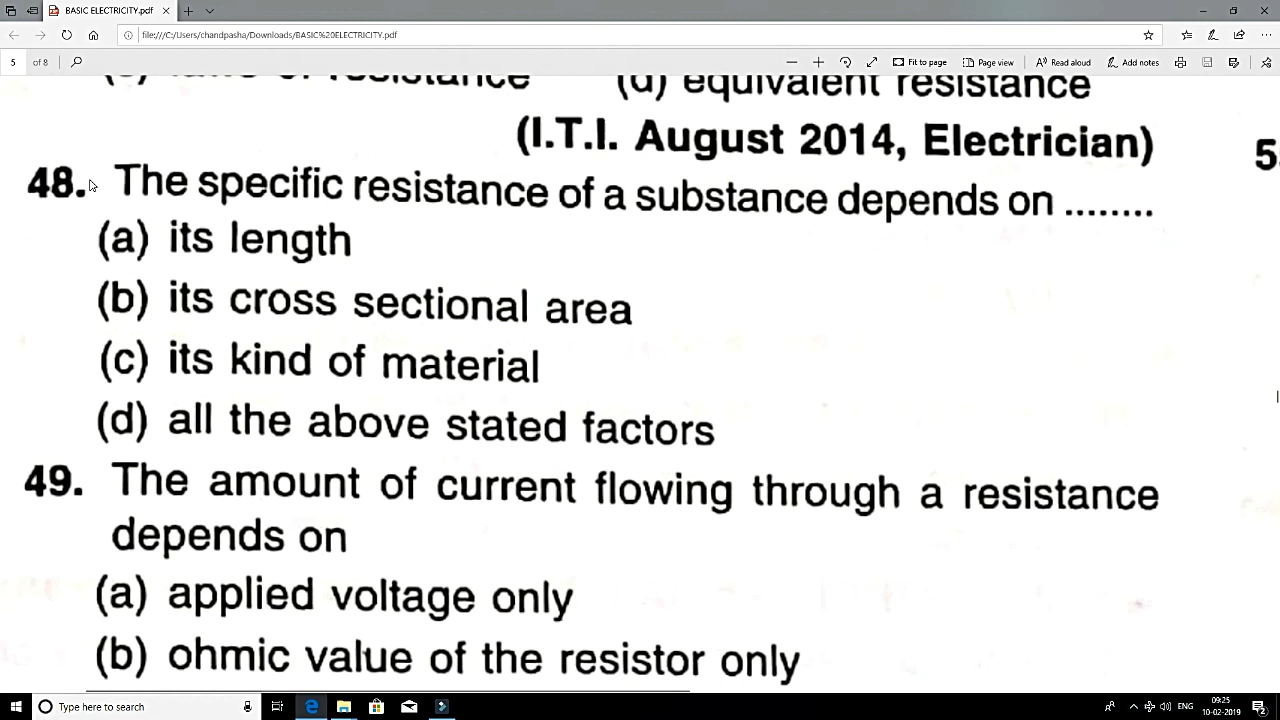 BASIC ELECTRICITY.pdf
file:///C:/Users/chandpasha/Downloads/BASIC%20ELECTRICITY.pdf
5 of 8
Fit to page
Page view
Read aloud
Add notes
(d) equivalent resistance
(I.T.I. August 2014, Electrician)
48. The specific resistance of a substance depends on ........
(a) its length
(b) its cross sectional area
(c) its kind of material
(d) all the above stated factors
49. The amount of current flowing through a resistance
depends on
(a) applied voltage only
(b) ohmic value of the resistor only
Type here to search
ENG
09:25
10-02-2019